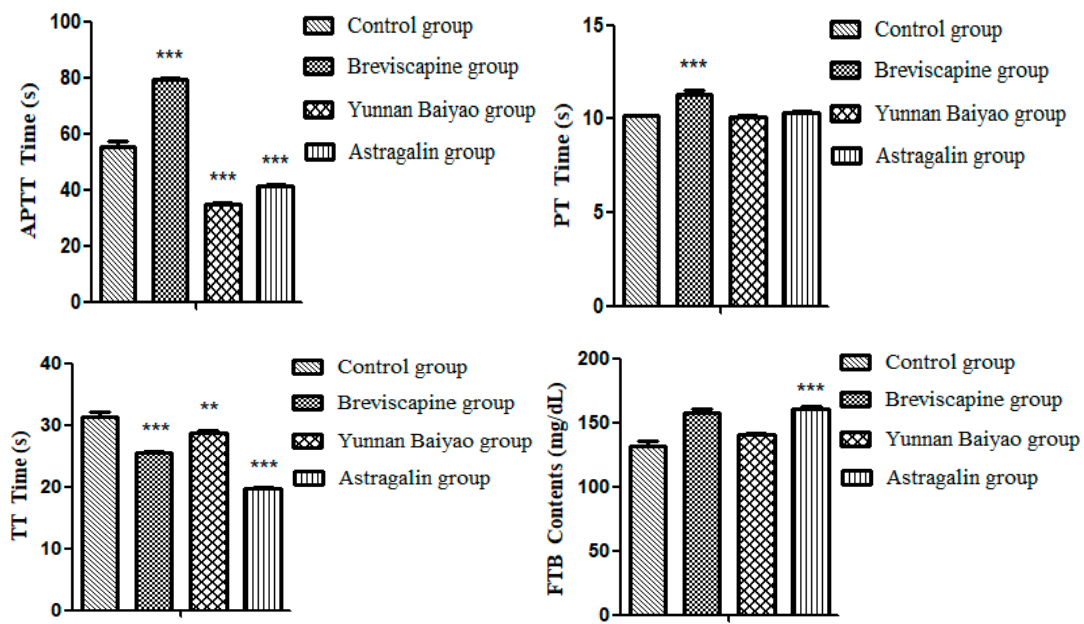 APTT Time (s)
100
80
60
40
20
0
***
***
***
Control group
Breviscapine group
Yunnan Baiyao group
Astragalin group
PT Time (s)
15
10
5
0
***
Control group
Breviscapine group
Yunnan Baiyao group
Astragalin group
TT Time (s)
40
30
20
10
0
***
**
***
Control group
Breviscapine group
Yunnan Baiyao group
Astragalin group
FTB Contents (mg/dL)
200
150
100
50
0
***
Control group
Breviscapine group
Yunnan Baiyao group
Astragalin group